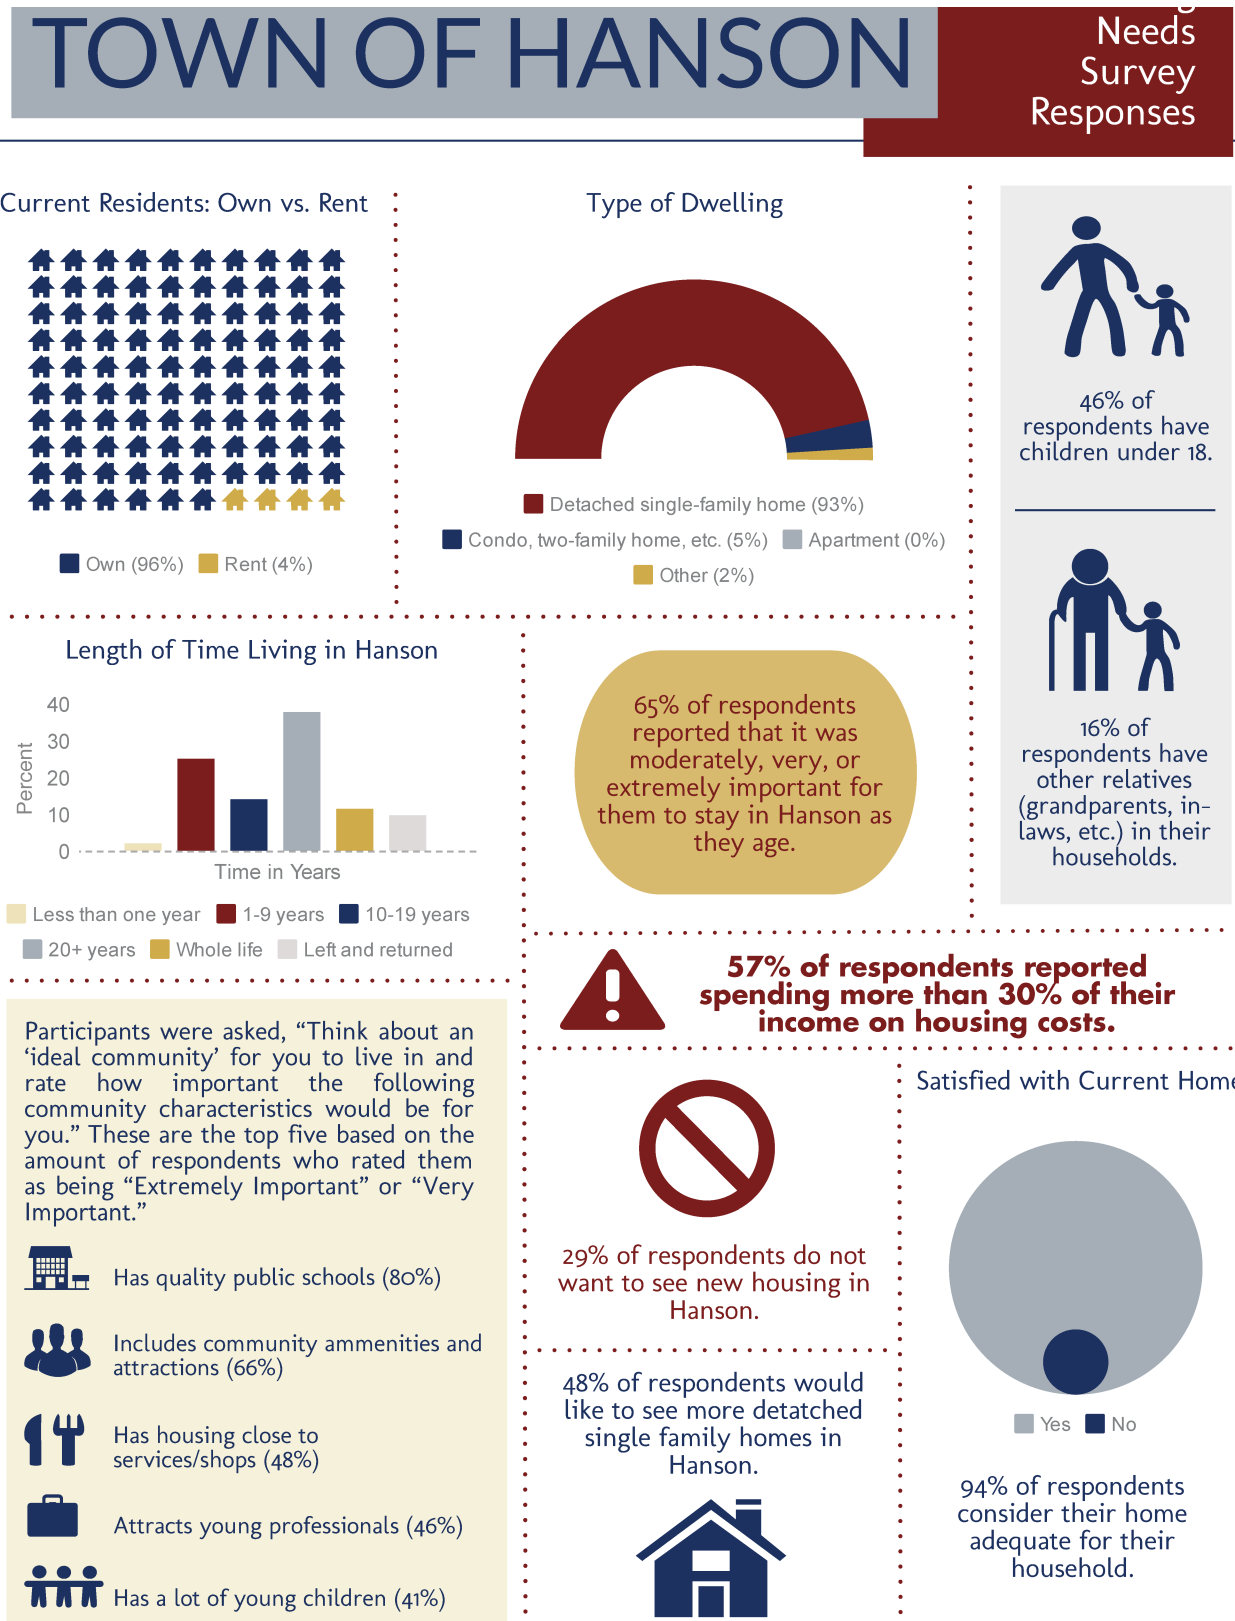 TOWN OF HANSON
Needs
Survey
Responses
Current Residents: Own vs. Rent
Own (96%) Rent (4%)
Type of Dwelling
Detached single-family home (93%)
Condo, two-family home, etc. (5%) Apartment (0%)
Other (2%)
46% of
respondents have
children under 18.
16% of
respondents have
other relatives
(grandparents, in-
laws, etc.) in their
households.
Length of Time Living in Hanson
40
30
20
10
0
Percent
Time in Years
Less than one year 1-9 years 10-19 years
20+ years Whole life Left and returned
65% of respondents
reported that it was
moderately, very, or
extremely important for
them to stay in Hanson as
they age.
57% of respondents reported
spending more than 30% of their
income on housing costs.
Participants were asked, “Think about an
‘ideal community’ for you to live in and
rate how important the following
community characteristics would be for
you.” These are the top five based on the
amount of respondents who rated them
as being “Extremely Important” or “Very
Important.”
Has quality public schools (80%)
Includes community ammenities and
attractions (66%)
Has housing close to
services/shops (48%)
Attracts young professionals (46%)
Has a lot of young children (41%)
29% of respondents do not
want to see new housing in
Hanson.
48% of respondents would
like to see more detatched
single family homes in
Hanson.
Satisfied with Current Home
Yes No
94% of respondents
consider their home
adequate for their
household.